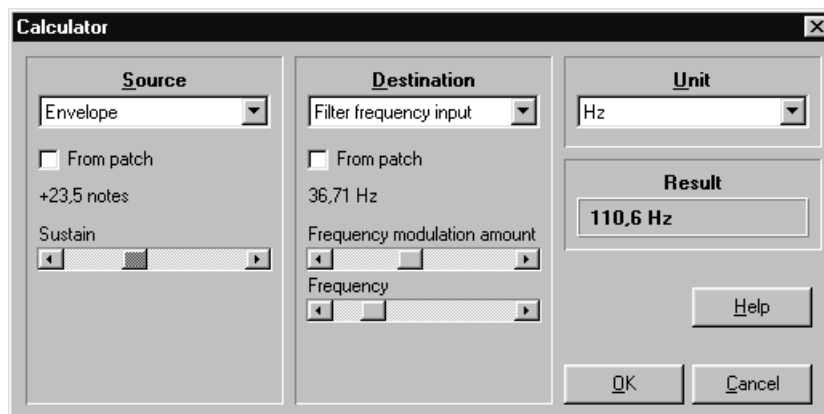 Calculator
Source
Envelope
From patch
+23,5 notes
Sustain
Destination
Filter frequency input
From patch
36,71 Hz
Frequency modulation amount
Frequency
Unit
Hz
Result
110,6 Hz
Help
OK
Cancel